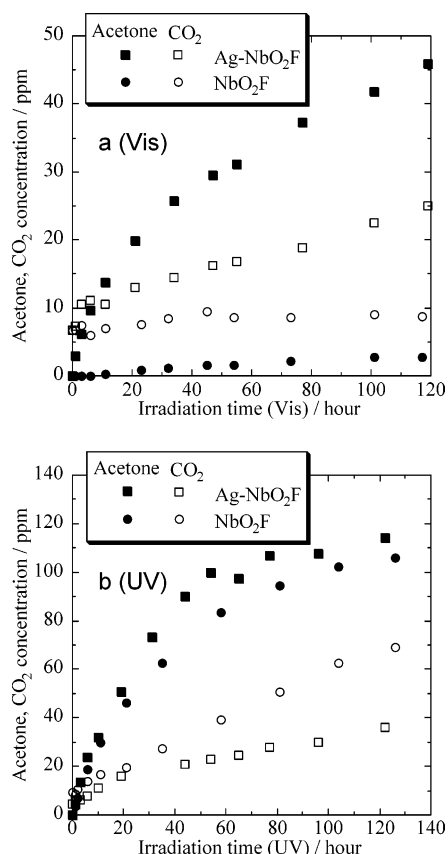 50
Acetone CO2
Ag-NbO2F
NbO2F
40
a (Vis)
30
20
10
0
Acetone, CO2 concentration / ppm
0 20 40 60 80 100 120
Irradiation time (Vis) / hour
140
Acetone CO2
Ag-NbO2F
NbO2F
120
b (UV)
100
80
60
40
20
0
Acetone, CO2 concentration / ppm
0 20 40 60 80 100 120 140
Irradiation time (UV) / hour